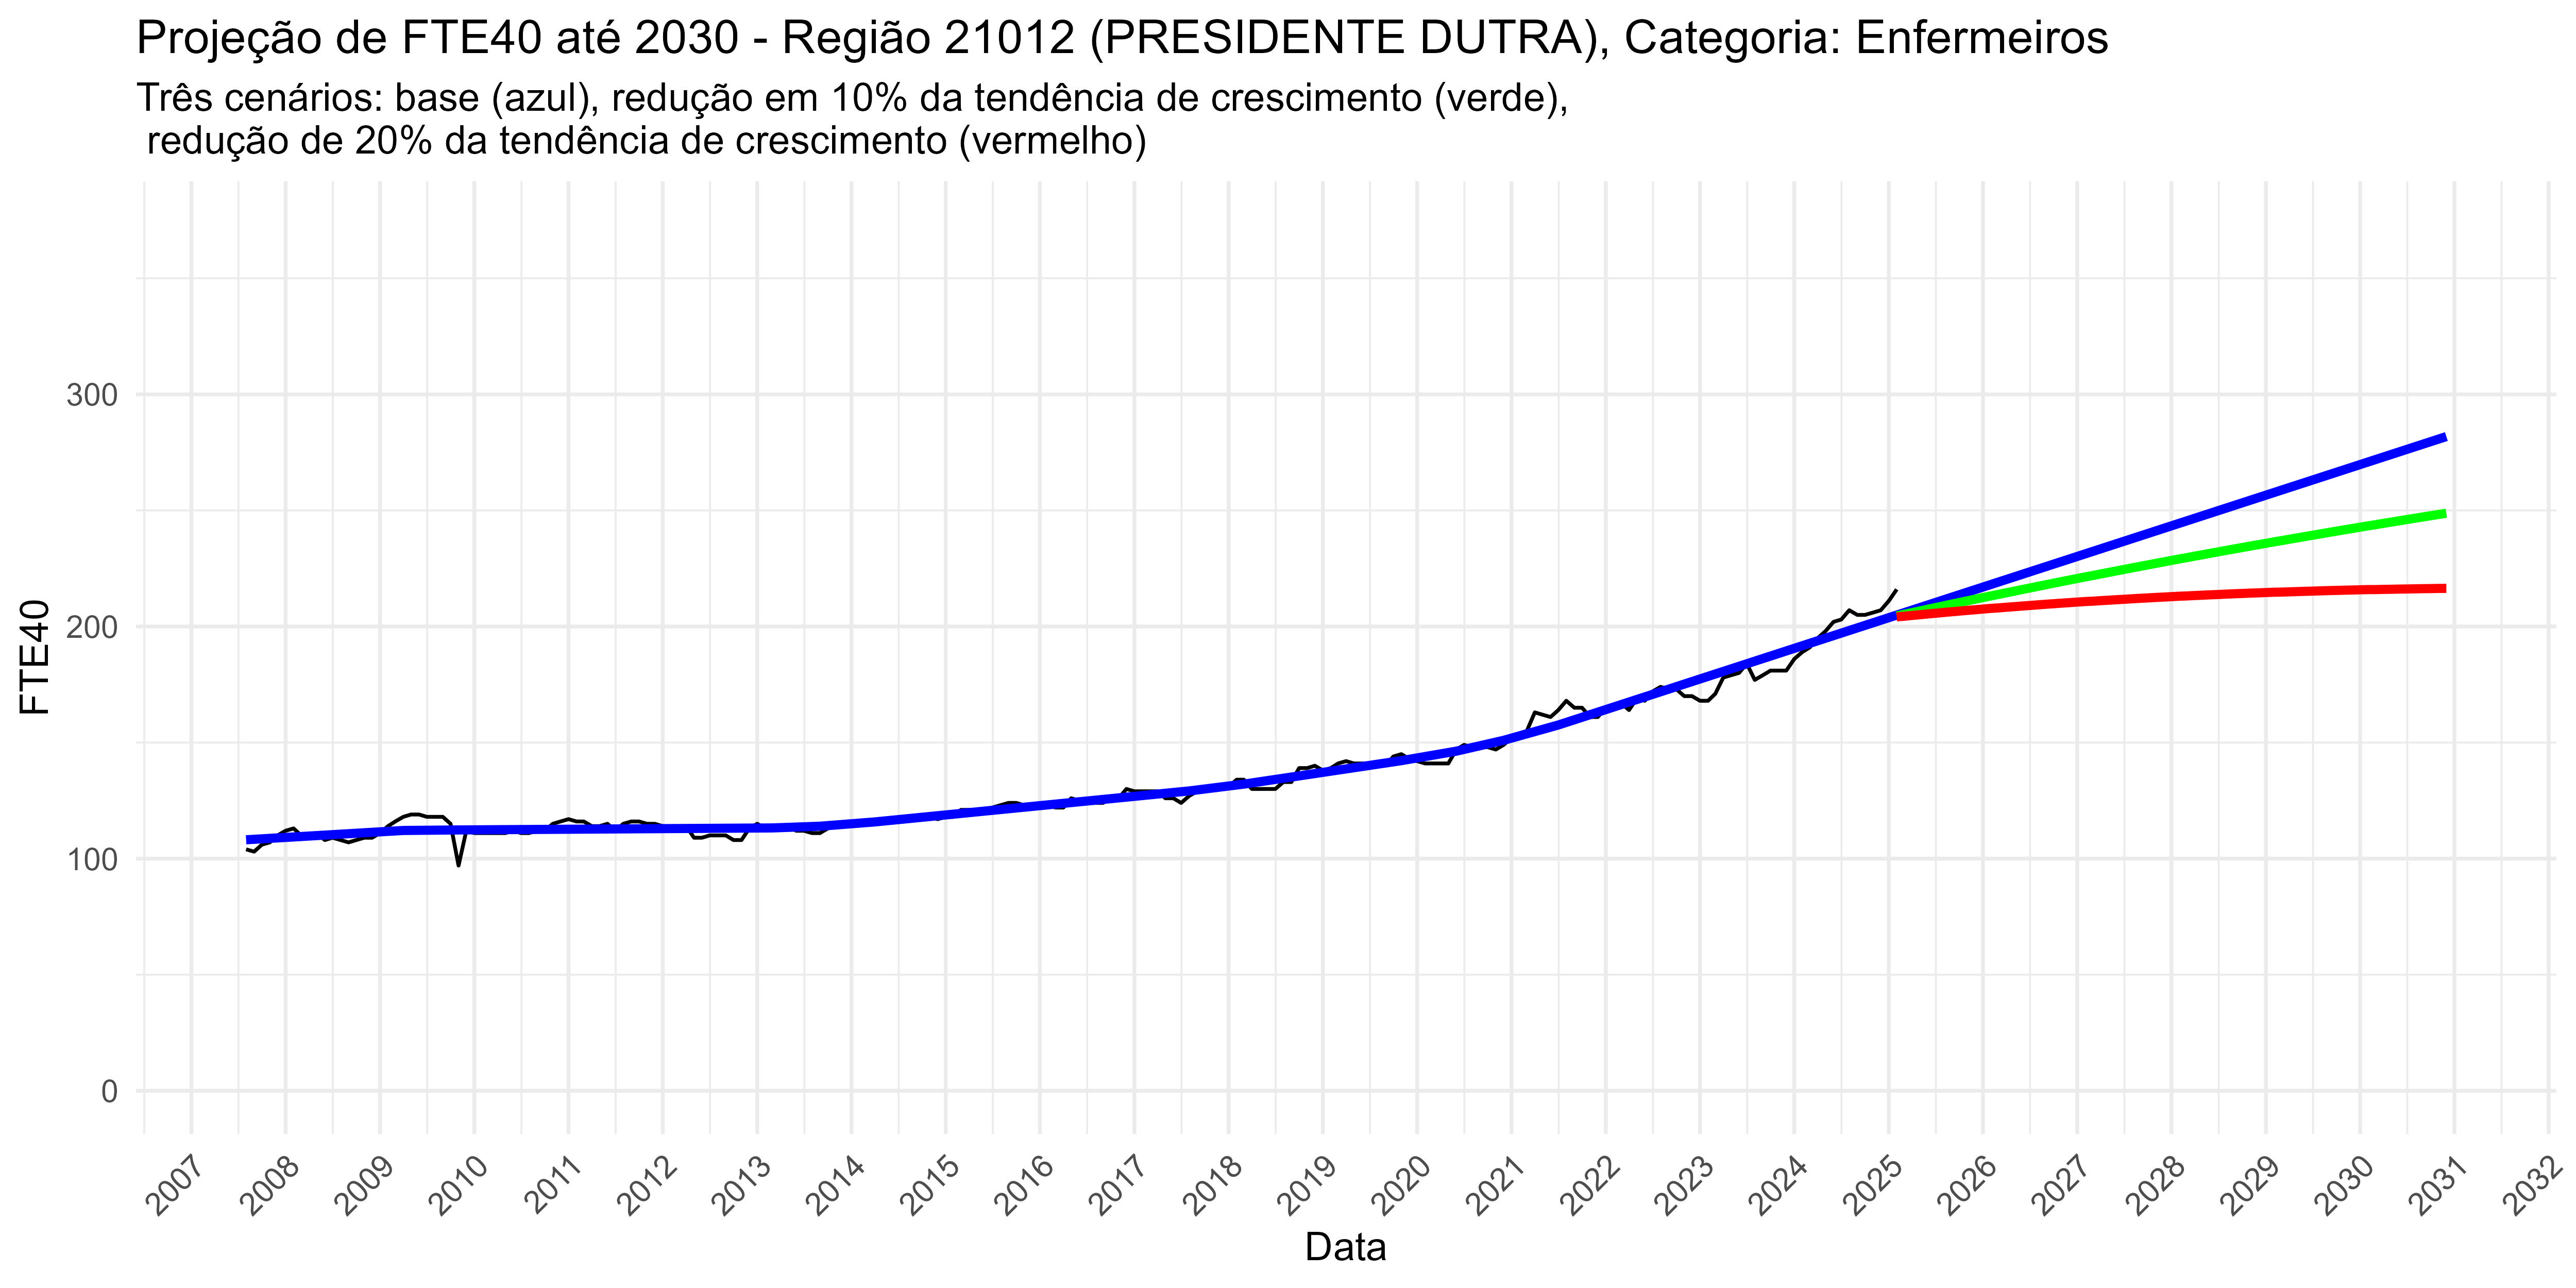 Projeção de FTE40 até 2030 - Região 21012 (PRESIDENTE DUTRA), Categoria: Enfermeiros
Três cenários: base (azul), redução em 10% da tendência de crescimento (verde),
redução de 20% da tendência de crescimento (vermelho)
FTE40
300
200
100
0
2007 2008 2009 2010 2011 2012 2013 2014 2015 2016 2017 2018 2019 2020 2021 2022 2023 2024 2025 2026 2027 2028 2029 2030 2031 2032
Data